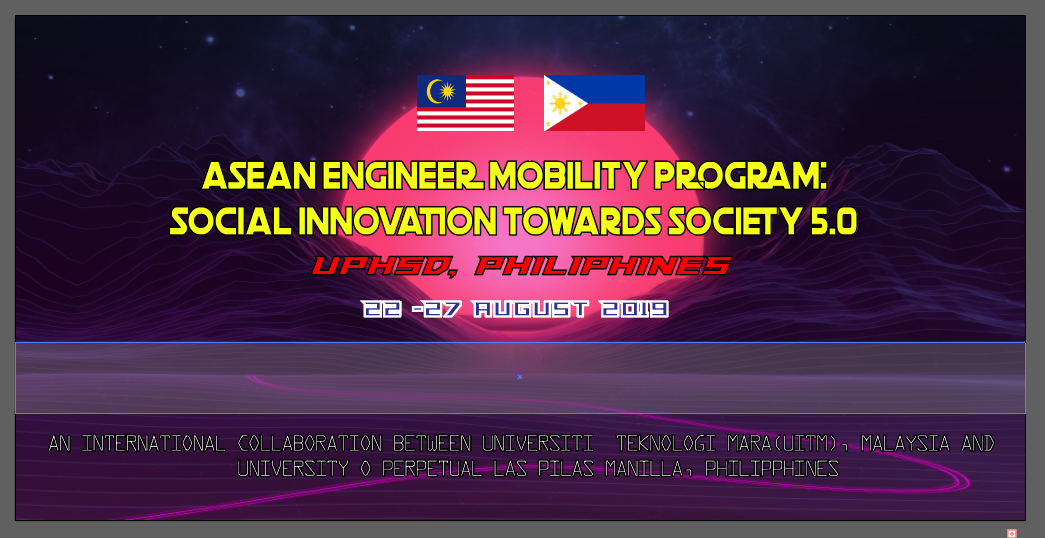 ASEAN ENGINEER MOBILITY PROGRAM:
SOCIAL INNOVATION TOWARDS SOCIETY 5.0
UPHSD, PHILIPHINES
22 -27 AUGUST 2019
AN INTERNATIONAL COLLABORATION BETWEEN UNIVERSITI TEKNOLOGI MARA(UITM), MALAYSIA AND
UNIVERSITY O PERPETUAL LAS PILAS MANILLA, PHILIPPHINES